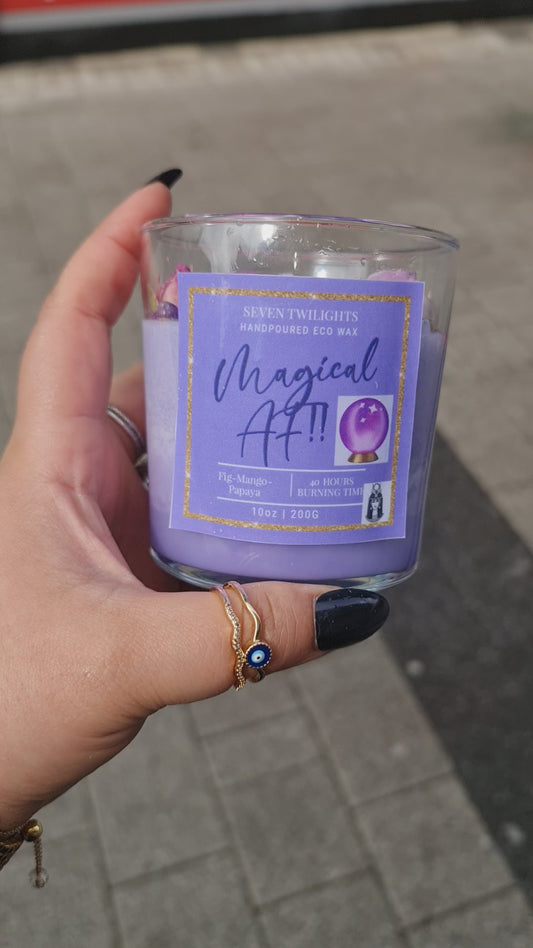 SEVEN TWILIGHTS
HANDPOURED ECO WAX
Magical
Af!!
Fig-Mango-
Papaya
40 HOURS
BURNING TIME
10oz | 200G